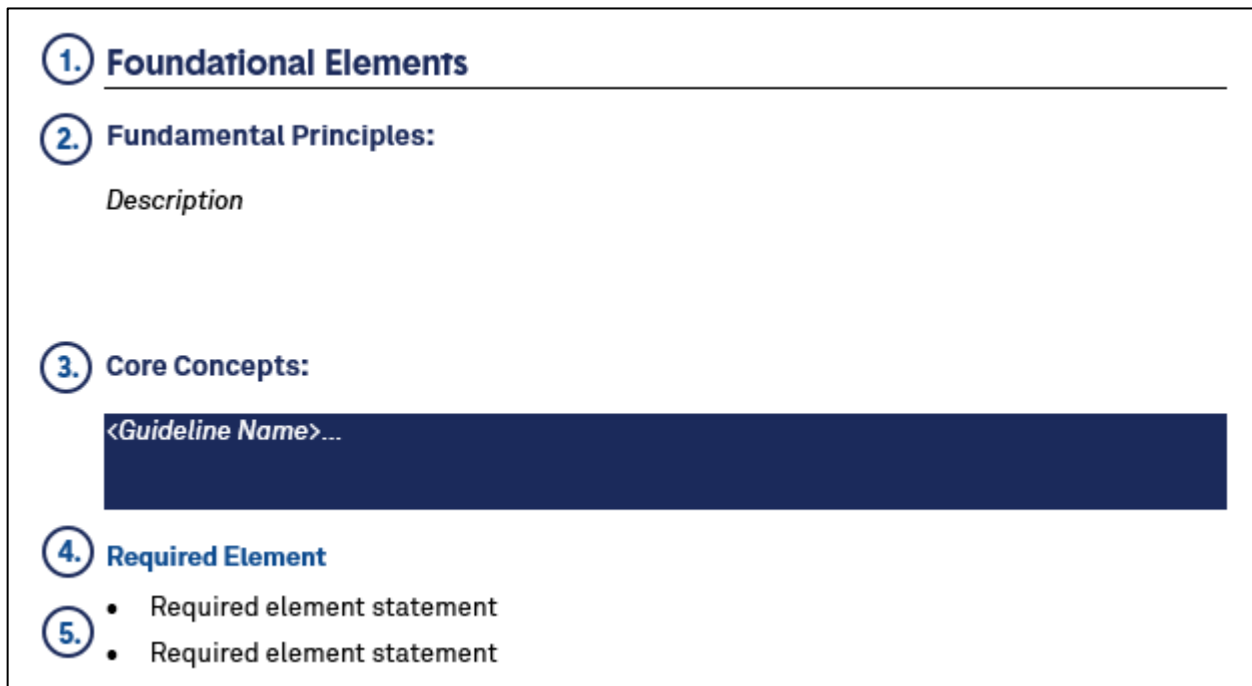 1. Foundational Elements
2. Fundamental Principles:
Description
3. Core Concepts:
<Guideline Name>...
4. Required Element
• Required element statement
5.
• Required element statement